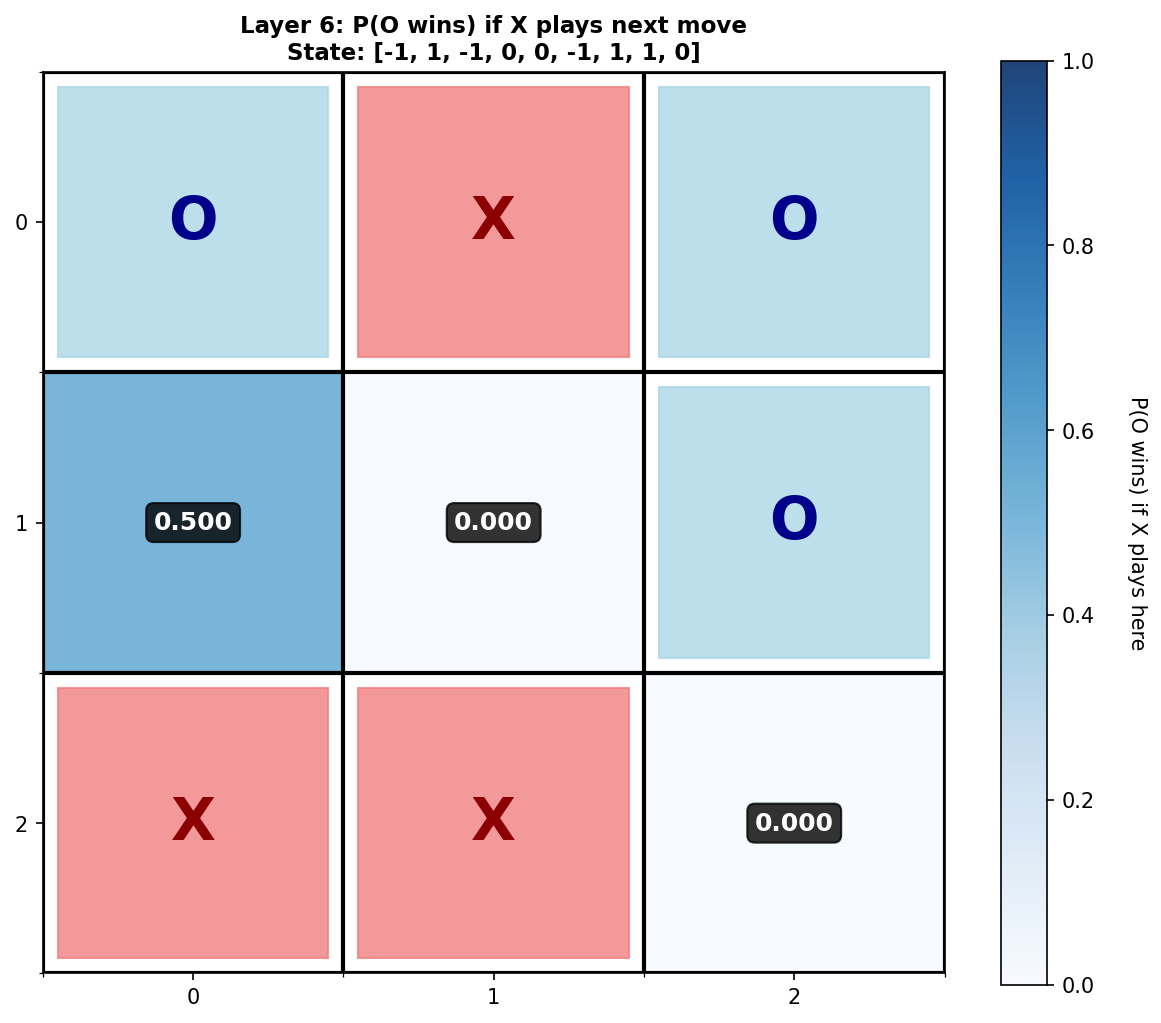 Layer 6: P(O wins) if X plays next move
State: [-1, 1, -1, 0, 0, -1, 1, 1, 0]
0
O
X
O
1
0.500
0.000
O
2
X
X
0.000
0
1
2
1.0
0.8
0.6
0.4
0.2
0.0
P(O wins) if X plays here